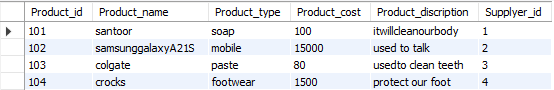 Product_id Product_name Product_type Product_cost Product_discription Supplyer_id
101 santoor soap 100 itwillcleanourbody 1
102 samsunggalaxyA21S mobile 15000 used to talk 2
103 colgate paste 80 usedto clean teeth 3
104 crocks footwear 1500 protect our foot 4